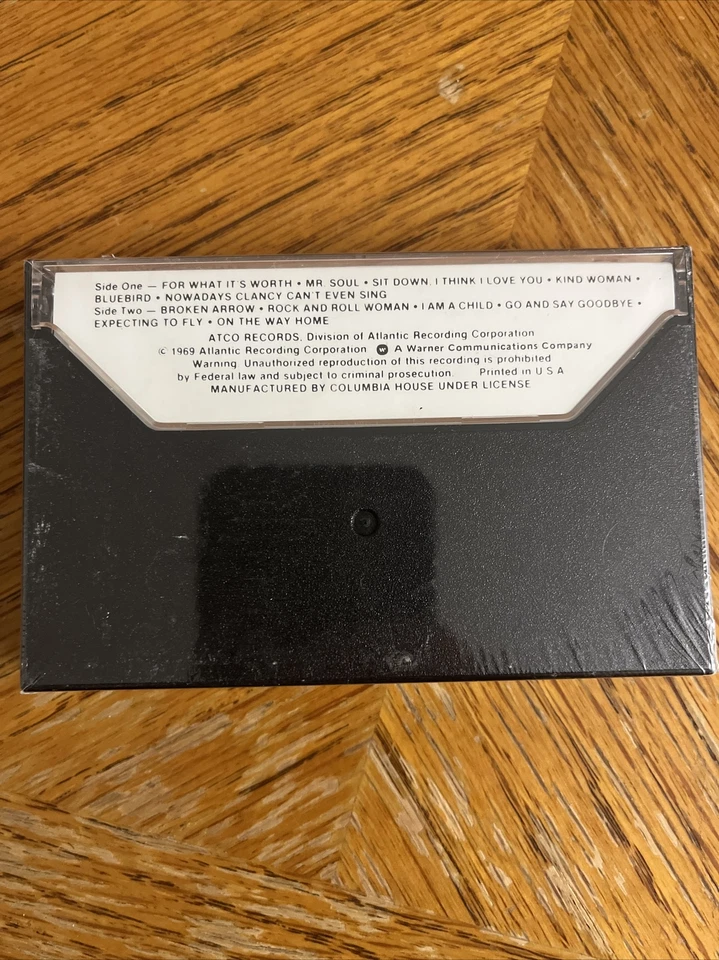 Side One — FOR WHAT IT'S WORTH • MR. SOUL • SIT DOWN, I THINK I LOVE YOU • KIND WOMAN •
BLUEBIRD • NOWADAYS CLANCY CAN'T EVEN SING
Side Two — BROKEN ARROW • ROCK AND ROLL WOMAN • I AM A CHILD • GO AND SAY GOODBYE •
EXPECTING TO FLY • ON THE WAY HOME
ATCO RECORDS, Division of Atlantic Recording Corporation
© 1969 Atlantic Recording Corporation W A Warner Communications Company
Warning. Unauthorized reproduction of this recording is prohibited
by Federal law and subject to criminal prosecution. Printed in U S A
MANUFACTURED BY COLUMBIA HOUSE UNDER LICENSE